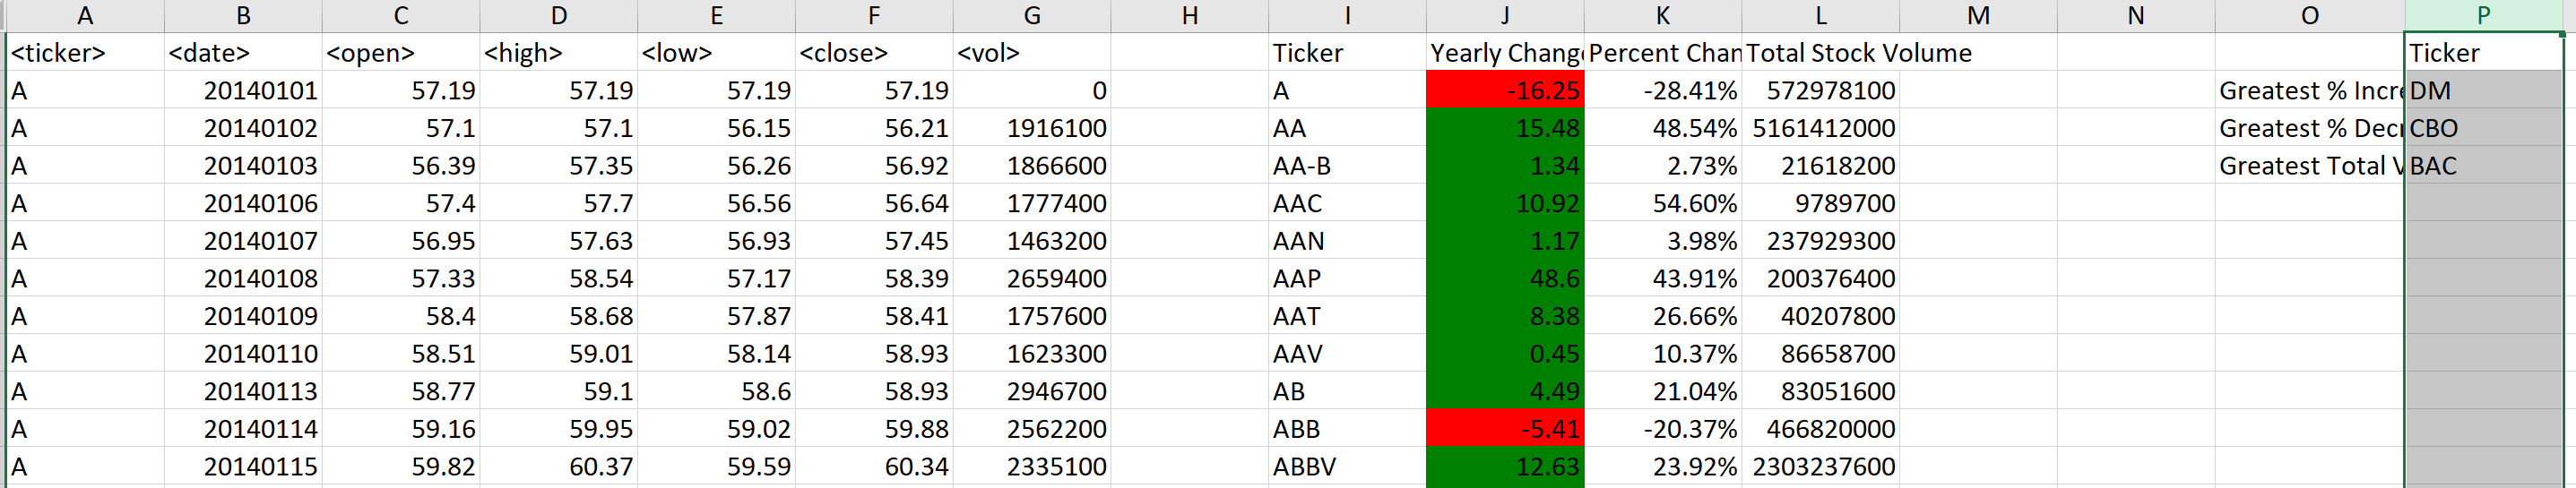 A B C D E F G H I J K L M N O P
<ticker> <date> <open> <high> <low> <close> <vol> Ticker Yearly Change Percent Chan Total Stock Volume Ticker
A 20140101 57.19 57.19 57.19 57.19 0 A -16.25 -28.41% 572978100 Greatest % Incre DM
A 20140102 57.1 57.1 56.15 56.21 1916100 AA 15.48 48.54% 5161412000 Greatest % Decr CBO
A 20140103 56.39 57.35 56.26 56.92 1866600 AA-B 1.34 2.73% 21618200 Greatest Total V BAC
A 20140106 57.4 57.7 56.56 56.64 1777400 AAC 10.92 54.60% 9789700
A 20140107 56.95 57.63 56.93 57.45 1463200 AAN 1.17 3.98% 237929300
A 20140108 57.33 58.54 57.17 58.39 2659400 AAP 48.6 43.91% 200376400
A 20140109 58.4 58.68 57.87 58.41 1757600 AAT 8.38 26.66% 40207800
A 20140110 58.51 59.01 58.14 58.93 1623300 AAV 0.45 10.37% 86658700
A 20140113 58.77 59.1 58.6 58.93 2946700 AB 4.49 21.04% 83051600
A 20140114 59.16 59.95 59.02 59.88 2562200 ABB -5.41 -20.37% 466820000
A 20140115 59.82 60.37 59.59 60.34 2335100 ABBV 12.63 23.92% 2303237600